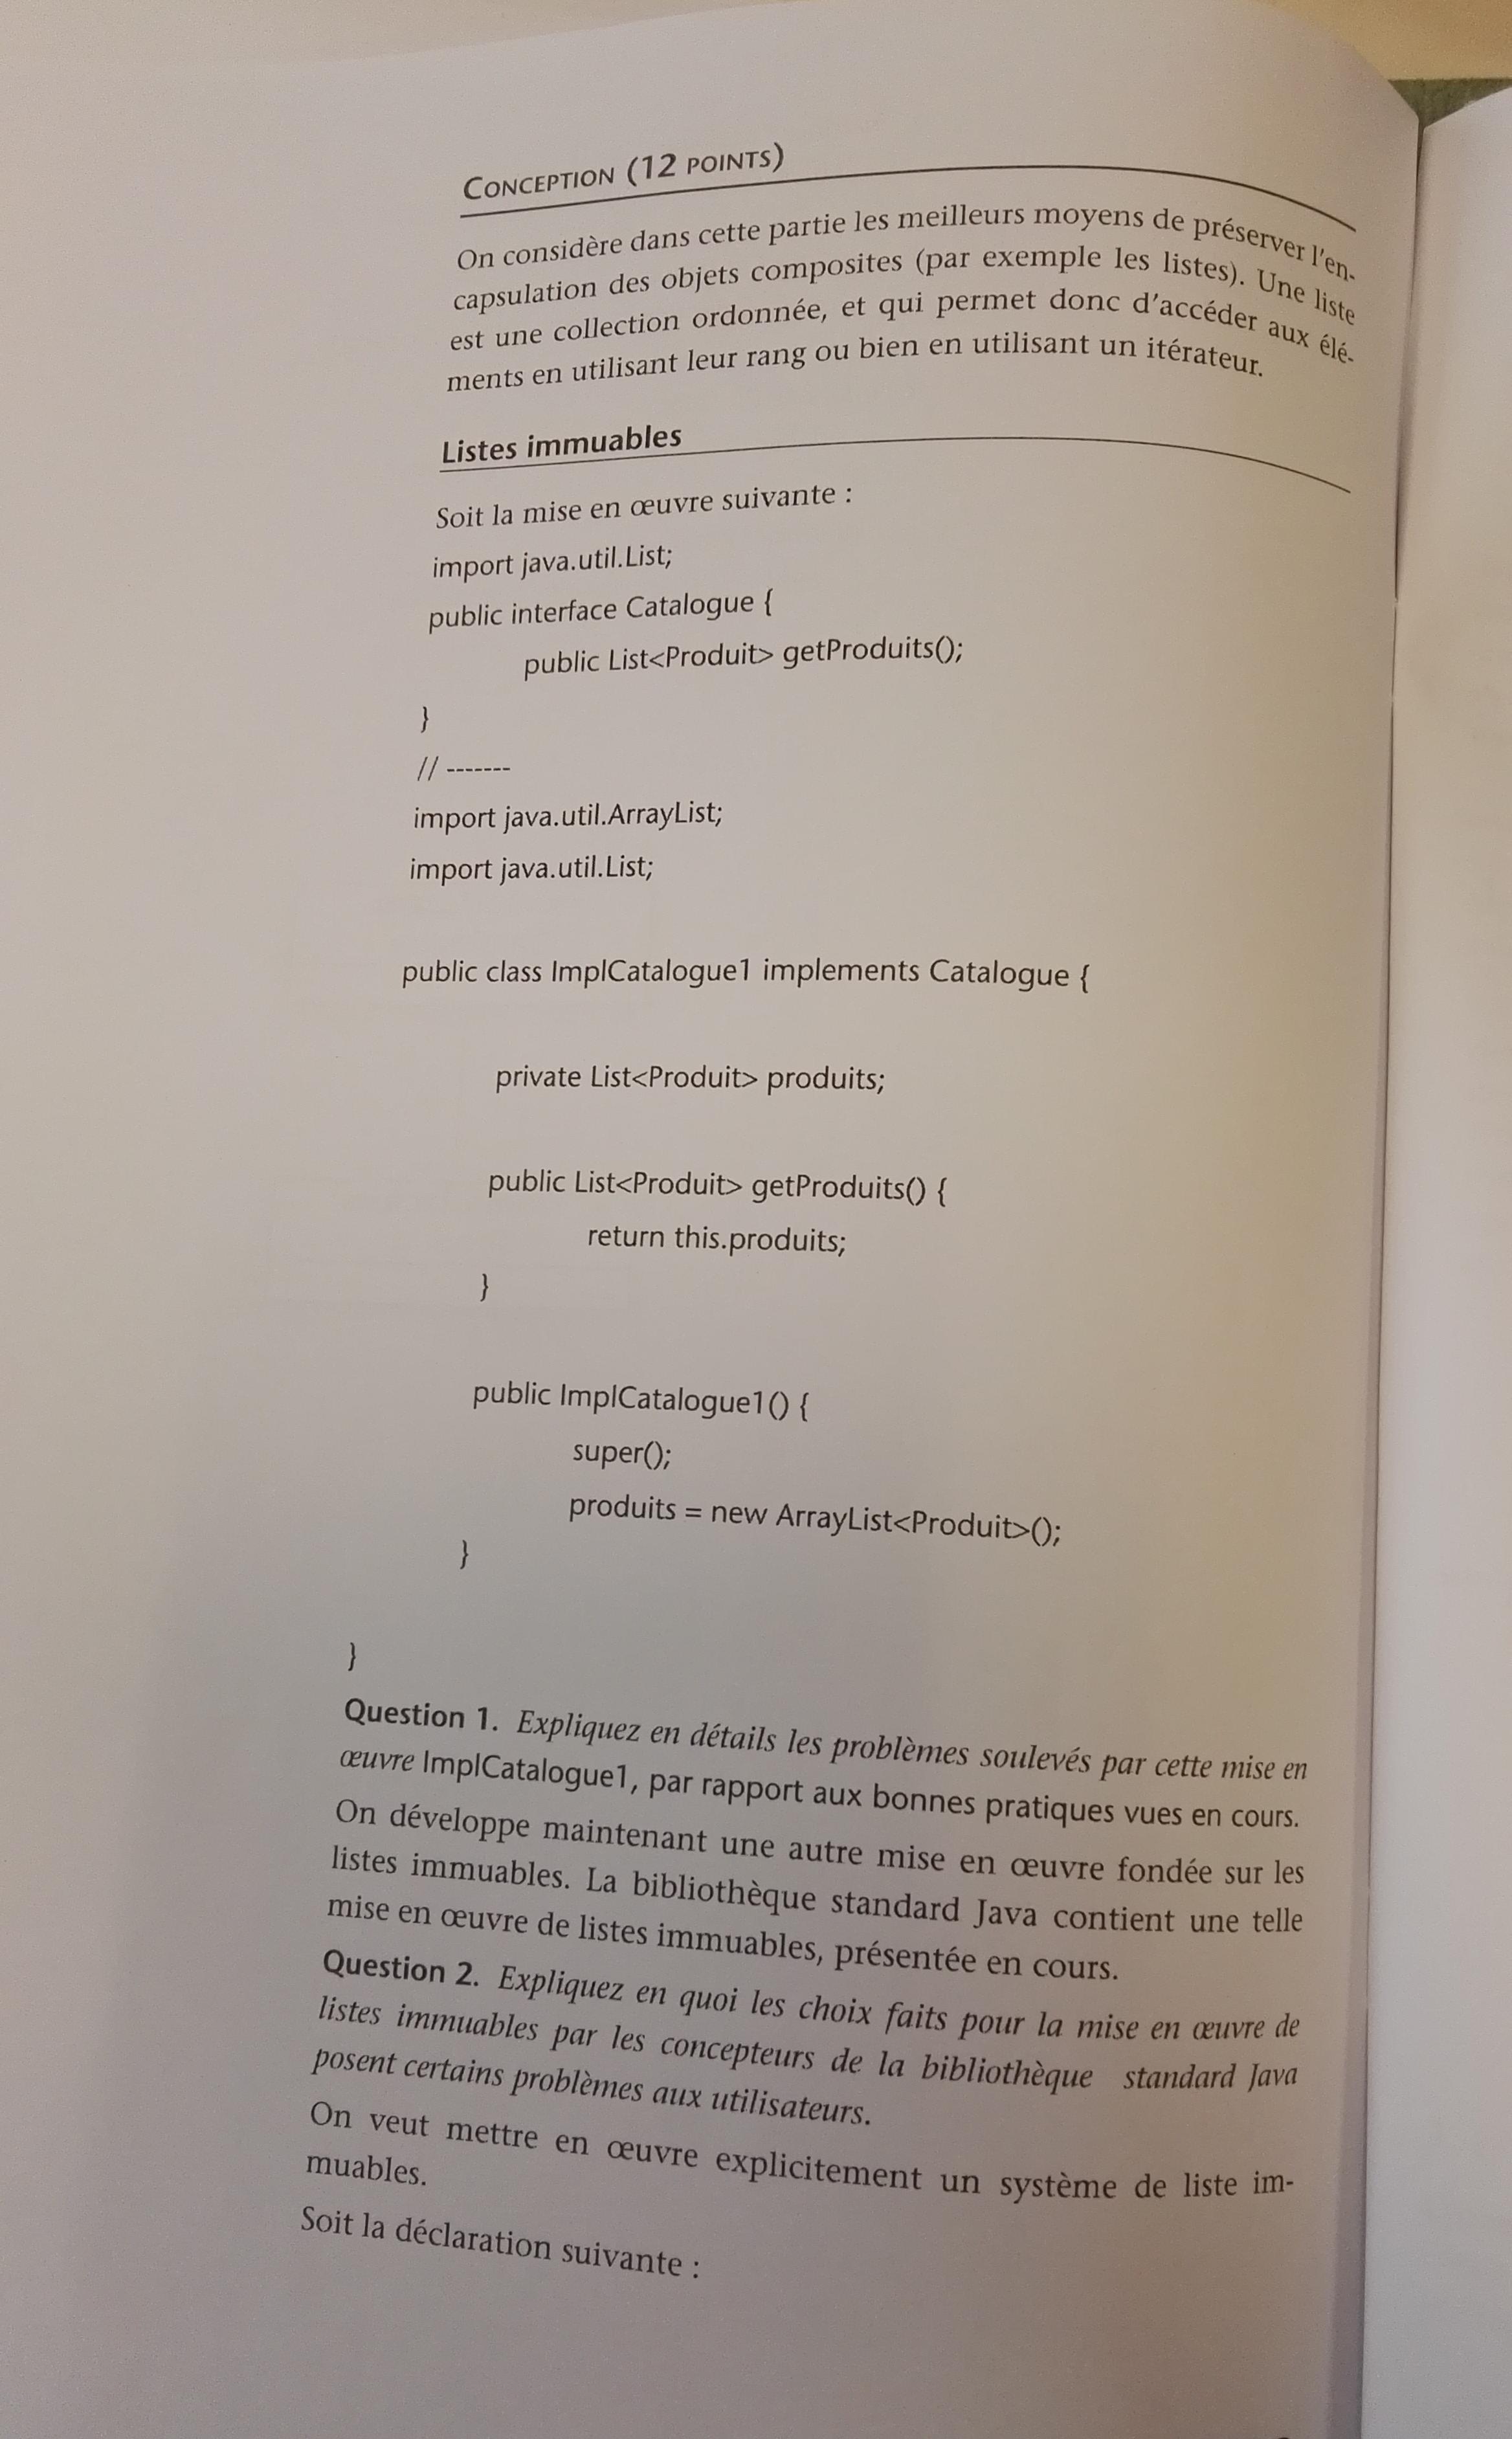 CONCEPTION (12 POINTS)
On considère dans cette partie les meilleurs moyens de préserver l'en-
capsulation des objets composites (par exemple les listes). Une liste
est une collection ordonnée, et qui permet donc d'accéder aux élé-
ments en utilisant leur rang ou bien en utilisant un itérateur.
Listes immuables
Soit la mise en œuvre suivante :
import java.util.List;
public interface Catalogue {
public List<Produit> getProduits();
}
// -------
import java.util.ArrayList;
import java.util.List;
public class ImplCatalogue1 implements Catalogue {
private List<Produit> produits;
public List<Produit> getProduits() {
return this.produits;
}
public ImplCatalogue1() {
super();
produits = new ArrayList<Produit>();
}
}
Question 1. Expliquez en détails les problèmes soulevés par cette mise en
œuvre ImplCatalogue1, par rapport aux bonnes pratiques vues en cours.
On développe maintenant une autre mise en œuvre fondée sur les
listes immuables. La bibliothèque standard Java contient une telle
mise en œuvre de listes immuables, présentée en cours.
Question 2. Expliquez en quoi les choix faits pour la mise en œuvre de
listes immuables par les concepteurs de la bibliothèque standard Java
posent certains problèmes aux utilisateurs.
On veut mettre en œuvre explicitement un système de liste im-
muables.
Soit la déclaration suivante :